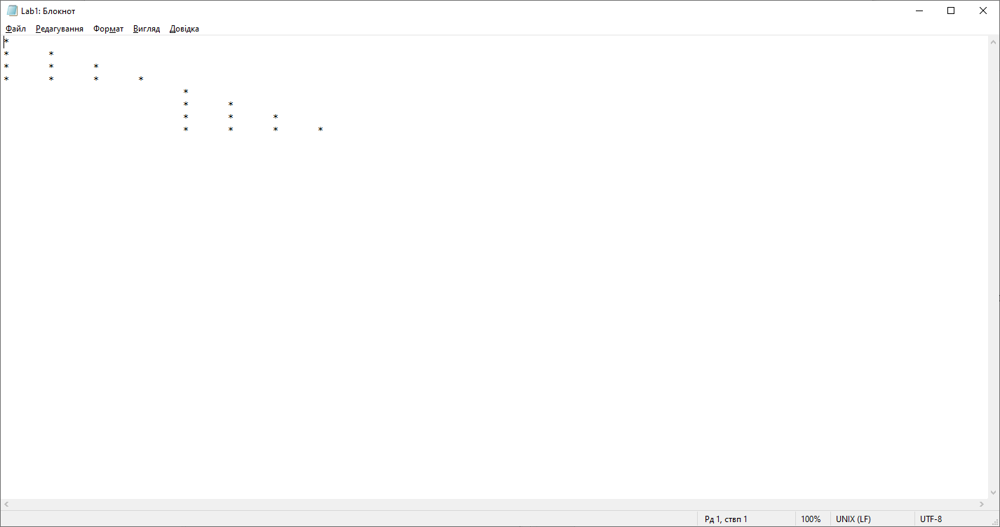 Lab1: Блокнот
Файл Редагування Формат Вигляд Довідка
*
* *
* * *
* * * *
*
* *
* * *
* * * *
Рд 1, ствп 1 100% UNIX (LF) UTF-8